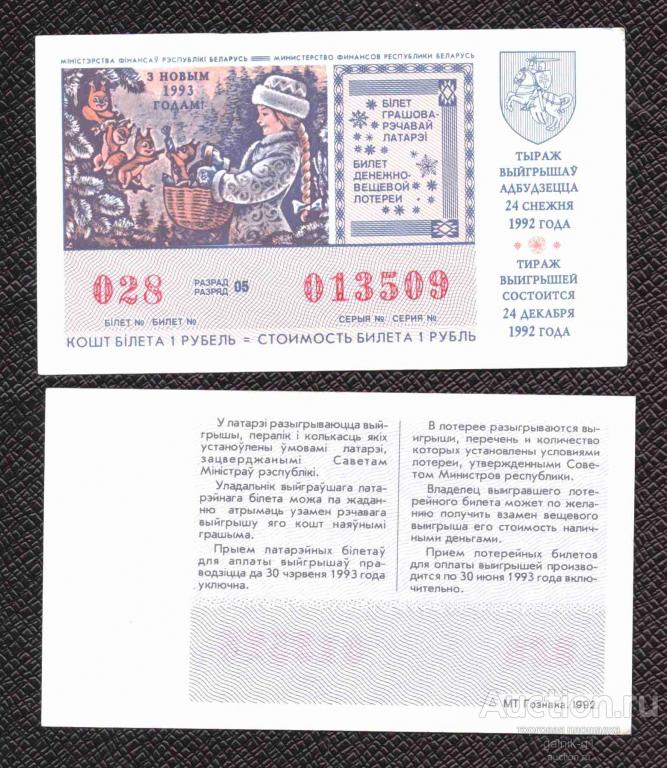 МІНІСТЭРСТВА ФІНАНСАЎ РЭСПУБЛІКІ БЕЛАРУСЬ = МИНИСТЕРСТВО ФИНАНСОВ РЕСПУБЛИКИ БЕЛАРУСЬ
З НОВЫМ
1993
ГОДАМ!
БІЛЕТ
ГРАШОВА-
РЭЧАВАЙ
ЛАТАРЭІ
БИЛЕТ
ДЕНЕЖНО-
ВЕЩЕВОЙ
ЛОТЕРЕИ
ТЫРАЖ
ВЫЙГРЫШАЎ
АДБУДЗЕЦЦА
24 СНЕЖНЯ
1992 ГОДА
ТИРАЖ
ВЫИГРЫШЕЙ
СОСТОИТСЯ
24 ДЕКАБРЯ
1992 ГОДА
028
РАЗРАД
РАЗРЯД 05
013509
БІЛЕТ № БИЛЕТ №
СЕРЫЯ № СЕРИЯ №
КОШТ БІЛЕТА 1 РУБЕЛЬ = СТОИМОСТЬ БИЛЕТА 1 РУБЛЬ
У латарэі разыгрываюцца вый-
грышы, пералік і колькасць якіх
устаноўлены ўмовамі латарэі,
зацверджанымі Саветам
Міністраў рэспублікі.
Уладальнік выйграўшага лата-
рэйнага білета можа па жадан-
ню атрымаць узамен рэчавага
выйгрышу яго кошт наяўнымі
грашыма.
Прыем латарэйных білетаў
для аплаты выйгрышаў пра-
водзіцца да 30 чэрвеня 1993 года
уключна.
В лотерее разыгрываются вы-
игрыши, перечень и количество
которых установлены условиями
лотереи, утвержденными Сове-
том Министров республики.
Владелец выигравшего лоте-
рейного билета может по жела-
нию получить взамен вещевого
выигрыша его стоимость налич-
ными деньгами.
Прием лотерейных билетов
для оплаты выигрышей произво-
дится по 30 июня 1993 года вклю-
чительно.
МТ Гознака. 1992.
Auction.ru
торговая площадка
auction.ru